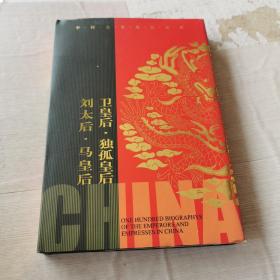 卫皇后·独孤皇后
刘太后·马皇后
CHINA
ONE HUNDRED BIOGRAPHYS
OF THE EMPERORS AND
EMPRESSES IN CHINA